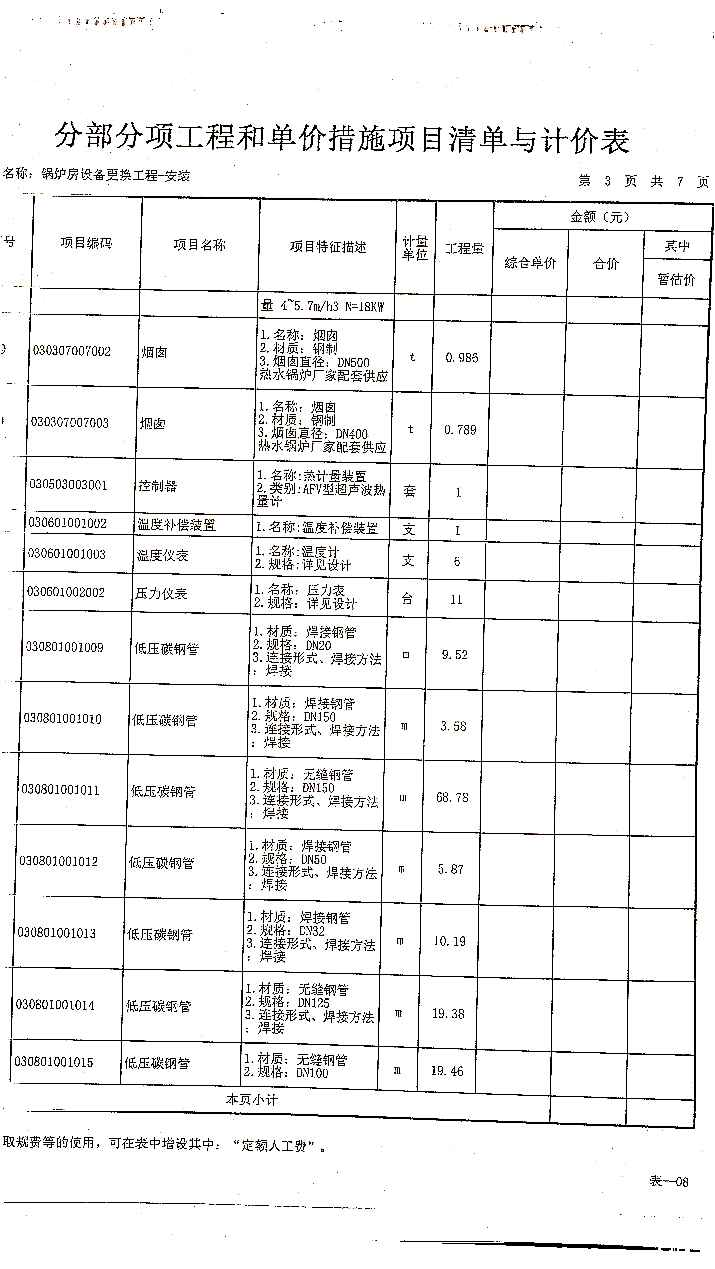 分部分项工程和单价措施项目清单与计价表
名称：锅炉房设备更换工程-安装
第 3 页 共 7 页
号 项目编码 项目名称 项目特征描述 计量单位 工程量 金额（元）
综合单价 合价 其中
暂估价
量 4~5.7m/h3 N=18KW
030307007002 烟囱 1.名称：烟囱
2.材质：钢制
3.烟囱直径：DN500
热水锅炉厂家配套供应
t 0.985
030307007003 烟囱 1.名称：烟囱
2.材质：钢制
3.烟囱直径：DN400
热水锅炉厂家配套供应
t 0.789
030503003001 控制器 1.名称:热计量装置
2.类别:AFV型超声波热
量计
套 1
030601001002 温度补偿装置 1.名称:温度补偿装置 支 1
030601001003 温度仪表 1.名称:温度计
2.规格:详见设计
支 6
030601002002 压力仪表 1.名称：压力表
2.规格：详见设计
台 11
030801001009 低压碳钢管 1.材质：焊接钢管
2.规格：DN20
3.连接形式、焊接方法
：焊接
m 9.52
030801001010 低压碳钢管 1.材质：焊接钢管
2.规格：DN150
3.连接形式、焊接方法
：焊接
m 3.58
030801001011 低压碳钢管 1.材质：无缝钢管
2.规格：DN150
3.连接形式、焊接方法
：焊接
m 68.78
030801001012 低压碳钢管 1.材质：焊接钢管
2.规格：DN50
3.连接形式、焊接方法
：焊接
m 5.87
030801001013 低压碳钢管 1.材质：焊接钢管
2.规格：DN32
3.连接形式、焊接方法
：焊接
m 10.19
030801001014 低压碳钢管 1.材质：无缝钢管
2.规格：DN125
3.连接形式、焊接方法
：焊接
m 19.38
030801001015 低压碳钢管 1.材质：无缝钢管
2.规格：DN100
m 19.46
本页小计
取规费等的使用，可在表中增设其中：“定额人工费”。
表—08